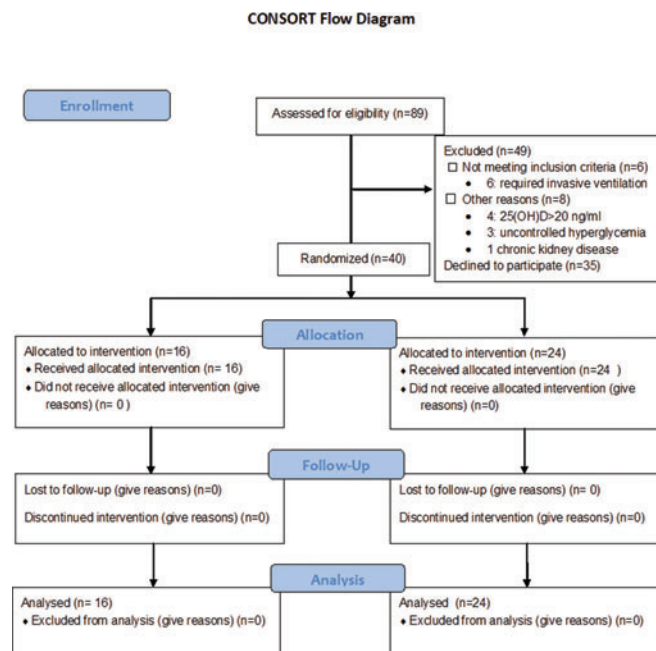 CONSORT Flow Diagram
Enrollment
Assessed for eligibility (n=89)
Excluded (n=49)
□ Not meeting inclusion criteria (n=6)
• 6: required invasive ventilation
□ Other reasons (n=8)
• 4: 25(OH)D>20 ng/ml
• 3: uncontrolled hyperglycemia
• 1 chronic kidney disease
Declined to participate (n=35)
Randomized (n=40)
Allocation
Allocated to intervention (n=16)
♦ Received allocated intervention (n= 16)
♦ Did not receive allocated intervention (give
reasons) (n= 0 )
Allocated to intervention (n=24)
♦ Received allocated intervention (n=24 )
♦ Did not receive allocated intervention (give
reasons) (n=0)
Follow-Up
Lost to follow-up (give reasons) (n=0)
Discontinued intervention (give reasons) (n=0)
Lost to follow-up (give reasons) (n= 0)
Discontinued intervention (give reasons) (n=0)
Analysis
Analysed (n= 16)
♦ Excluded from analysis (give reasons) (n=0)
Analysed (n=24)
♦ Excluded from analysis (give reasons) (n=0)